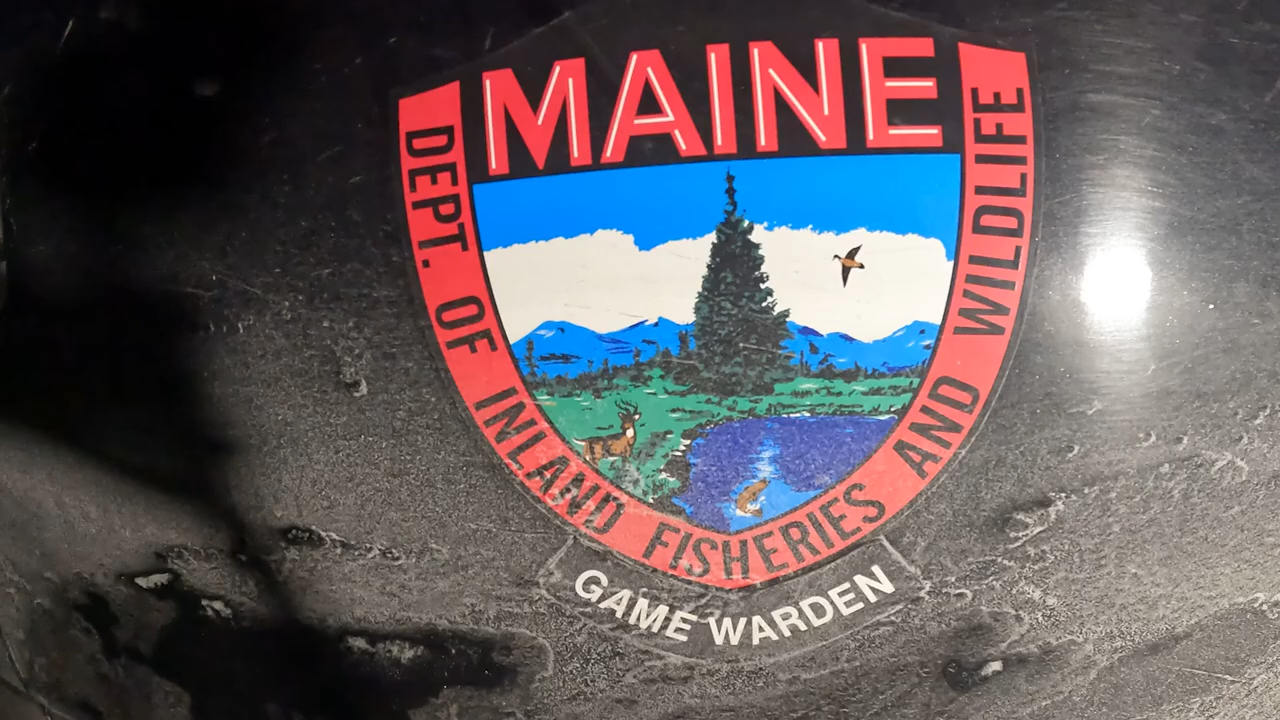 MAINE
DEPT. OF INLAND FISHERIES AND WILDLIFE
GAME WARDEN